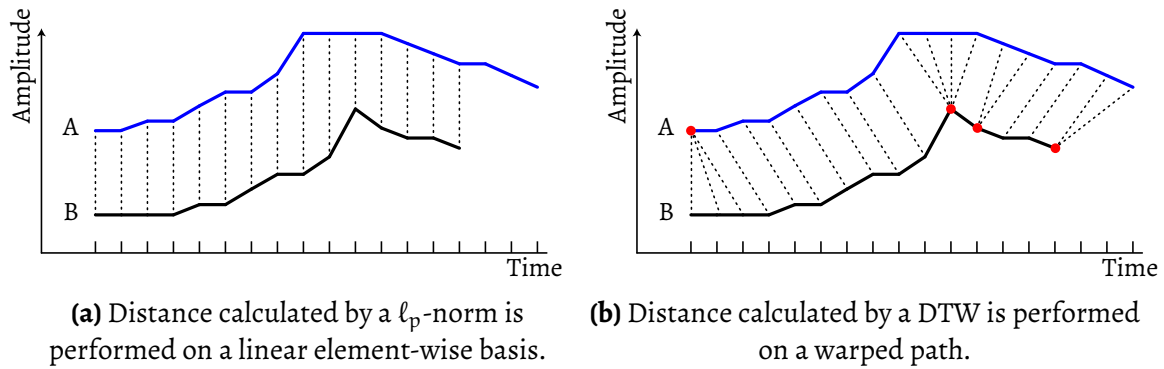 Amplitude
A
B
Time
(a) Distance calculated by a ℓp-norm is
performed on a linear element-wise basis.
Amplitude
A
B
Time
(b) Distance calculated by a DTW is performed
on a warped path.